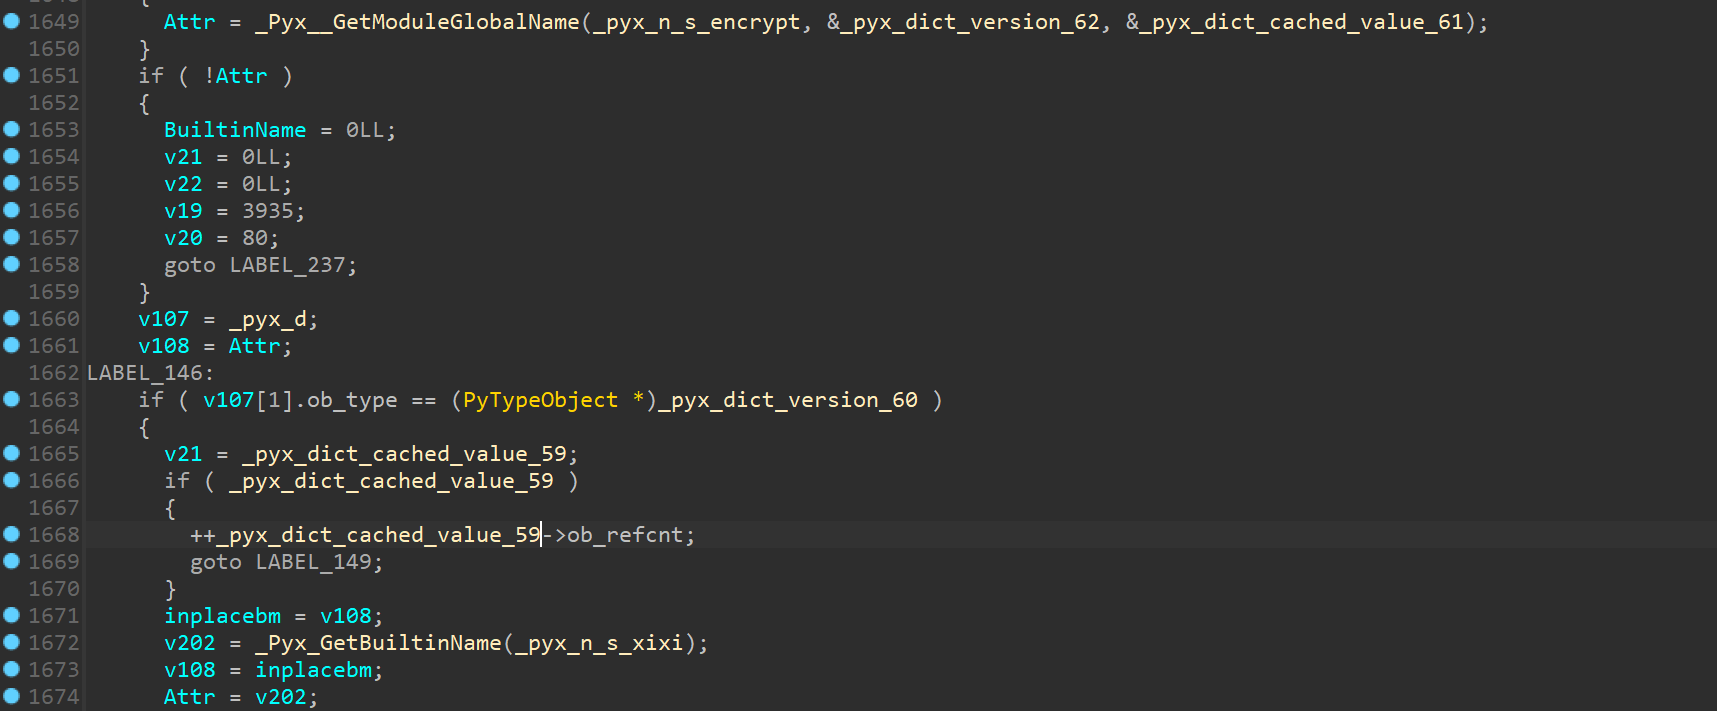 1649 Attr = _Pyx__GetModuleGlobalName(_pyx_n_s_encrypt, &_pyx_dict_version_62, &_pyx_dict_cached_value_61);
1650 }
1651 if ( !Attr )
1652 {
1653 BuiltinName = 0LL;
1654 v21 = 0LL;
1655 v22 = 0LL;
1656 v19 = 3935;
1657 v20 = 80;
1658 goto LABEL_237;
1659 }
1660 v107 = _pyx_d;
1661 v108 = Attr;
1662 LABEL_146:
1663 if ( v107[1].ob_type == (PyTypeObject *)_pyx_dict_version_60 )
1664 {
1665 v21 = _pyx_dict_cached_value_59;
1666 if ( _pyx_dict_cached_value_59 )
1667 {
1668 ++_pyx_dict_cached_value_59->ob_refcnt;
1669 goto LABEL_149;
1670 }
1671 inplacebm = v108;
1672 v202 = _Pyx_GetBuiltinName(_pyx_n_s_xixi);
1673 v108 = inplacebm;
1674 Attr = v202;